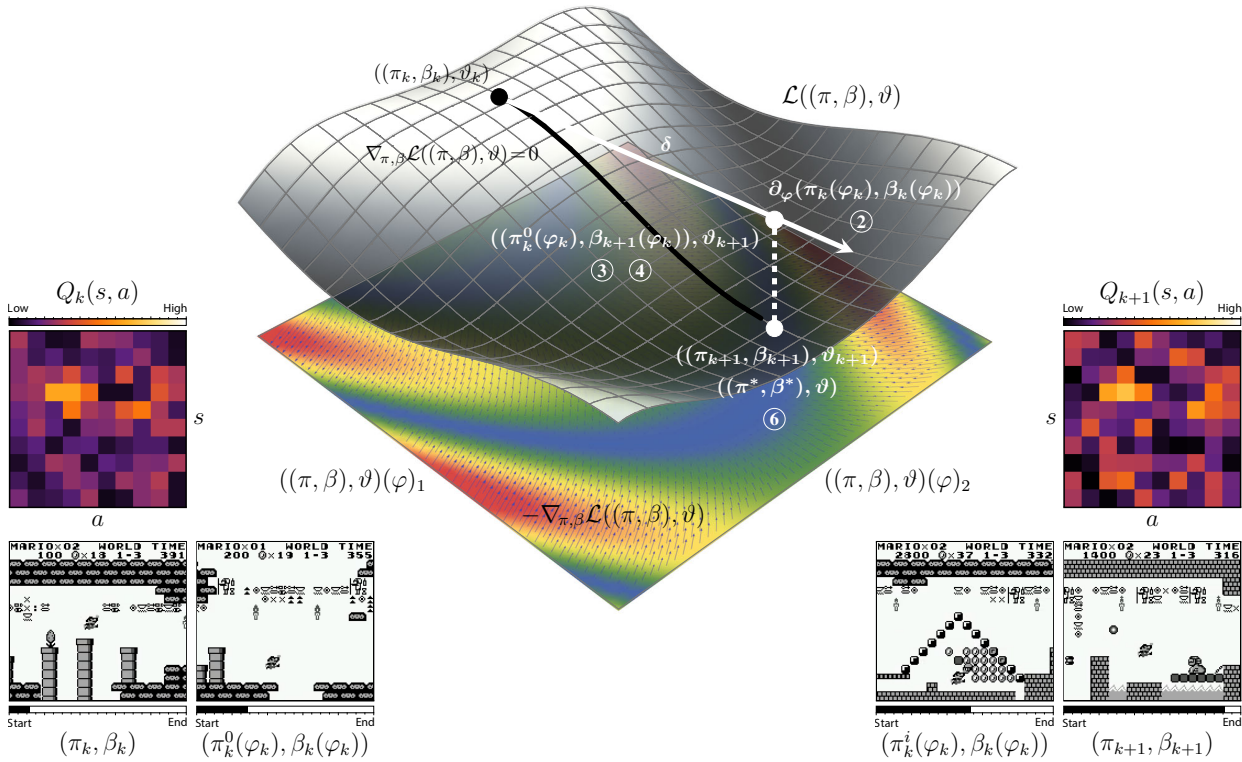 ((π_k, β_k), ϑ_k)
ℒ((π, β), ϑ)
∇_{π,β}ℒ((π, β), ϑ)=0
δ
∂_φ(π_k(φ_k), β_k(φ_k))
②
((π_k^0(φ_k), β_{k+1}(φ_k)), ϑ_{k+1})
③ ④
Q_k(s, a)
Low High
s
a
Q_{k+1}(s, a)
Low High
s
a
((π_{k+1}, β_{k+1}), ϑ_{k+1})
((π*, β*), ϑ)
⑥
((π, β), ϑ)(φ)_1
((π, β), ϑ)(φ)_2
−∇_{π,β}ℒ((π, β), ϑ)
MARIO×02 WORLD TIME
100 ×18 1-3 391
Start End
(π_k, β_k)
MARIO×01 WORLD TIME
200 ×19 1-3 355
Start End
(π_k^0(φ_k), β_k(φ_k))
MARIO×02 WORLD TIME
2800 ×37 1-3 332
Start End
(π_k^i(φ_k), β_k(φ_k))
MARIO×02 WORLD TIME
1400 ×23 1-3 316
Start End
(π_{k+1}, β_{k+1})